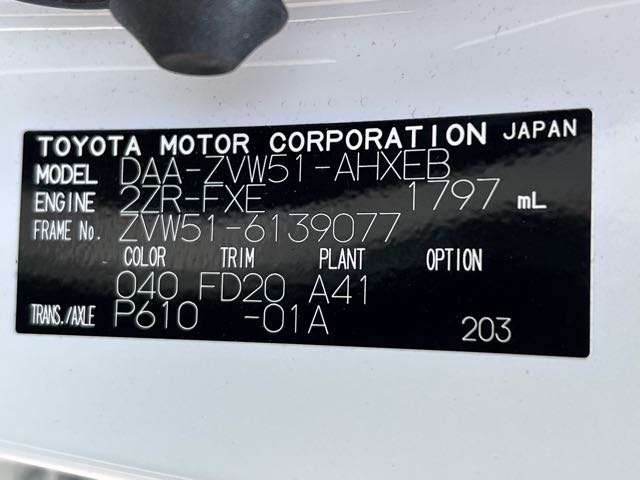 TOYOTA MOTOR CORPORATION JAPAN
MODEL DAA-ZVW51-AHXEB
ENGINE 2ZR-FXE 1797 mL
FRAME No. ZVW51-6139077
COLOR TRIM PLANT OPTION
040 FD20 A41
TRANS./AXLE P610 -01A 203